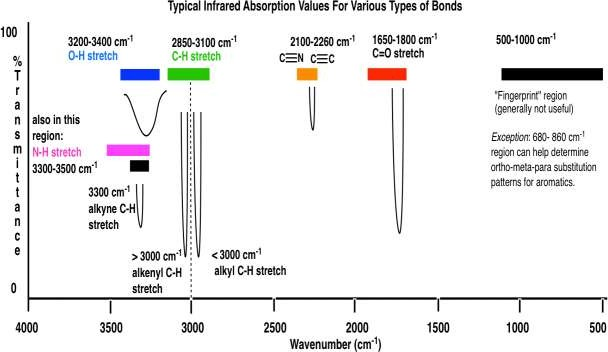 Typical Infrared Absorption Values For Various Types of Bonds
100
% Transmittance
0
3200-3400 cm-1
O-H stretch
2850-3100 cm-1
C-H stretch
2100-2260 cm-1
C≡N C≡C
1650-1800 cm-1
C=O stretch
500-1000 cm-1
"Fingerprint" region
(generally not useful)
Exception: 680- 860 cm-1
region can help determine
ortho-meta-para substitution
patterns for aromatics.
also in this
region:
N-H stretch
3300-3500 cm-1
3300 cm-1
alkyne C-H
stretch
> 3000 cm-1
alkenyl C-H
stretch
< 3000 cm-1
alkyl C-H stretch
4000 3500 3000 2500 2000 1500 1000 500
Wavenumber (cm-1)